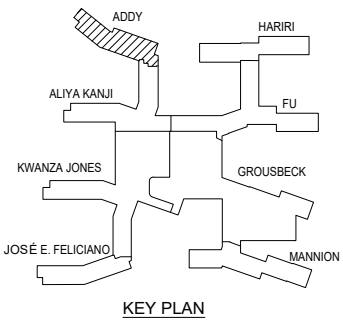 ADDY
HARIRI
ALIYA KANJI
FU
KWANZA JONES
GROUSBECK
JOSÉ E. FELICIANO
MANNION
KEY PLAN